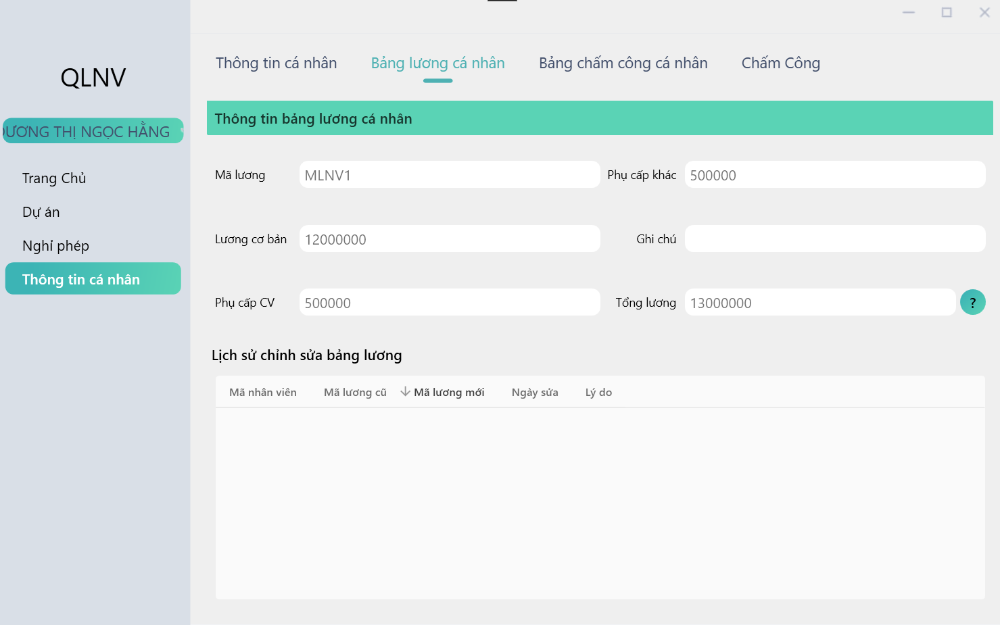 QLNV
DƯƠNG THỊ NGỌC HẰNG
Trang Chủ
Dự án
Nghỉ phép
Thông tin cá nhân
Thông tin cá nhân Bảng lương cá nhân Bảng chấm công cá nhân Chấm Công
Thông tin bảng lương cá nhân
Mã lương MLNV1 Phụ cấp khác 500000
Lương cơ bản 12000000 Ghi chú
Phụ cấp CV 500000 Tổng lương 13000000 ?
Lịch sử chỉnh sửa bảng lương
Mã nhân viên Mã lương cũ Mã lương mới Ngày sửa Lý do